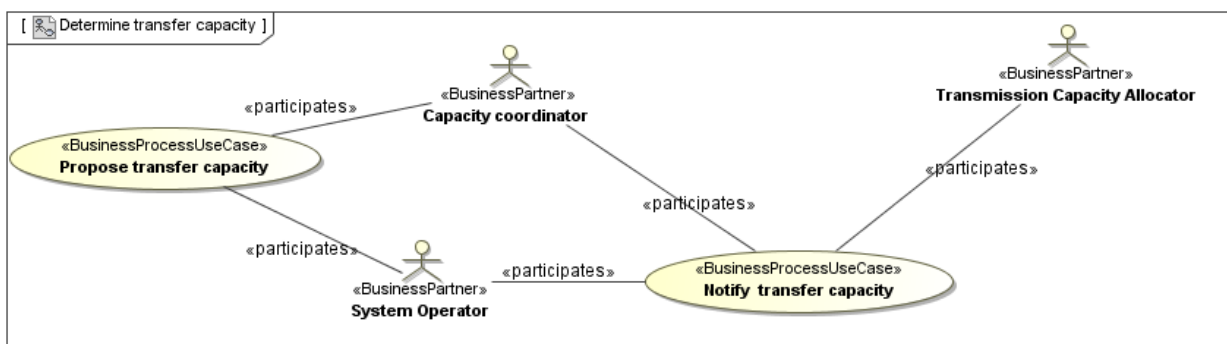 [ Determine transfer capacity ]
«BusinessPartner»
Transmission Capacity Allocator
«BusinessPartner»
Capacity coordinator
«participates»
«BusinessProcessUseCase»
Propose transfer capacity
«participates»
«participates»
«participates»
«BusinessPartner»
System Operator
«participates»
«BusinessProcessUseCase»
Notify transfer capacity